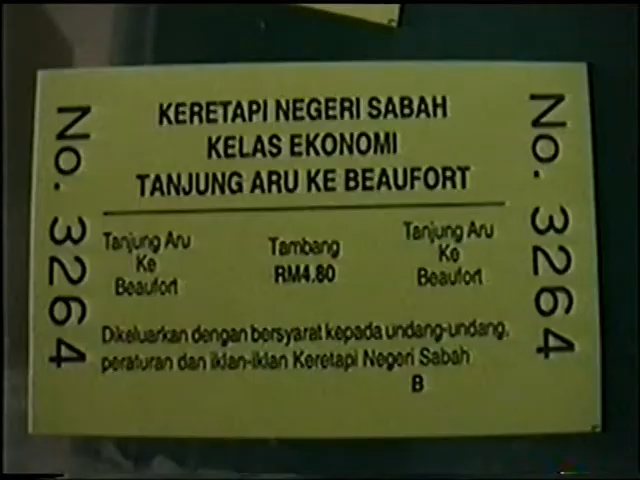 KERETAPI NEGERI SABAH
KELAS EKONOMI
TANJUNG ARU KE BEAUFORT
No. 3264
Tanjung Aru
Ke
Beaufort
Tambang
RM4.80
Tanjung Aru
Ke
Beaufort
No. 3264
Dikeluarkan dengan bersyarat kepada undang-undang,
peraturan dan iklan-iklan Keretapi Negeri Sabah
B